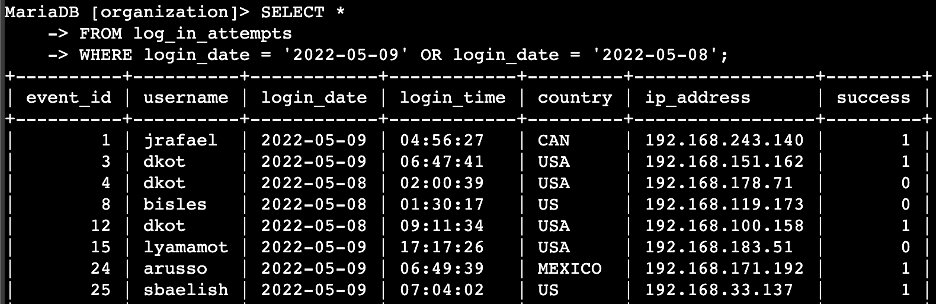 MariaDB [organization]> SELECT *
    -> FROM log_in_attempts
    -> WHERE login_date = '2022-05-09' OR login_date = '2022-05-08';
+----------+----------+------------+------------+---------+-----------------+---------+
| event_id | username | login_date | login_time | country | ip_address      | success |
+----------+----------+------------+------------+---------+-----------------+---------+
|        1 | jrafael  | 2022-05-09 | 04:56:27   | CAN     | 192.168.243.140 |       1 |
|        3 | dkot     | 2022-05-09 | 06:47:41   | USA     | 192.168.151.162 |       1 |
|        4 | dkot     | 2022-05-08 | 02:00:39   | USA     | 192.168.178.71  |       0 |
|        8 | bisles   | 2022-05-08 | 01:30:17   | US      | 192.168.119.173 |       0 |
|       12 | dkot     | 2022-05-08 | 09:11:34   | USA     | 192.168.100.158 |       1 |
|       15 | lyamamot | 2022-05-09 | 17:17:26   | USA     | 192.168.183.51  |       0 |
|       24 | arusso   | 2022-05-09 | 06:49:39   | MEXICO  | 192.168.171.192 |       1 |
|       25 | sbaelish | 2022-05-09 | 07:04:02   | US      | 192.168.33.137  |       1 |